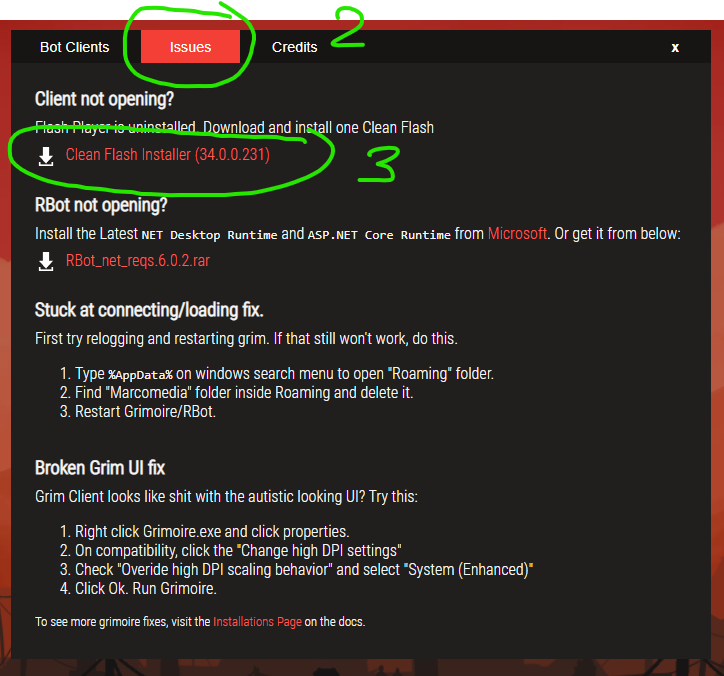 Bot Clients Issues Credits 2 x
Client not opening?
Flash Player is uninstalled. Download and install one Clean Flash
Clean Flash Installer (34.0.0.231) 3
RBot not opening?
Install the Latest NET Desktop Runtime and ASP.NET Core Runtime from Microsoft. Or get it from below:
RBot_net_reqs.6.0.2.rar
Stuck at connecting/loading fix.
First try relogging and restarting grim. If that still won't work, do this.
1. Type %AppData% on windows search menu to open "Roaming" folder.
2. Find "Marcomedia" folder inside Roaming and delete it.
3. Restart Grimoire/RBot.
Broken Grim UI fix
Grim Client looks like shit with the autistic looking UI? Try this:
1. Right click Grimoire.exe and click properties.
2. On compatibility, click the "Change high DPI settings"
3. Check "Overide high DPI scaling behavior" and select "System (Enhanced)"
4. Click Ok. Run Grimoire.
To see more grimoire fixes, visit the Installations Page on the docs.